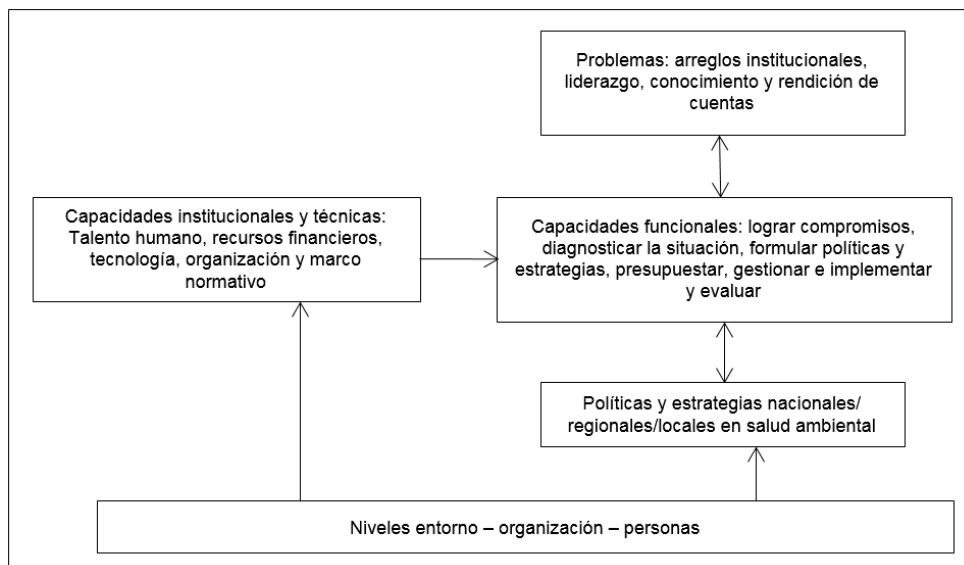 Problemas: arreglos institucionales,
liderazgo, conocimiento y rendición de
cuentas
Capacidades institucionales y técnicas:
Talento humano, recursos financieros,
tecnología, organización y marco
normativo
Capacidades funcionales: lograr compromisos,
diagnosticar la situación, formular políticas y
estrategias, presupuestar, gestionar e implementar
y evaluar
Políticas y estrategias nacionales/
regionales/locales en salud ambiental
Niveles entorno – organización – personas